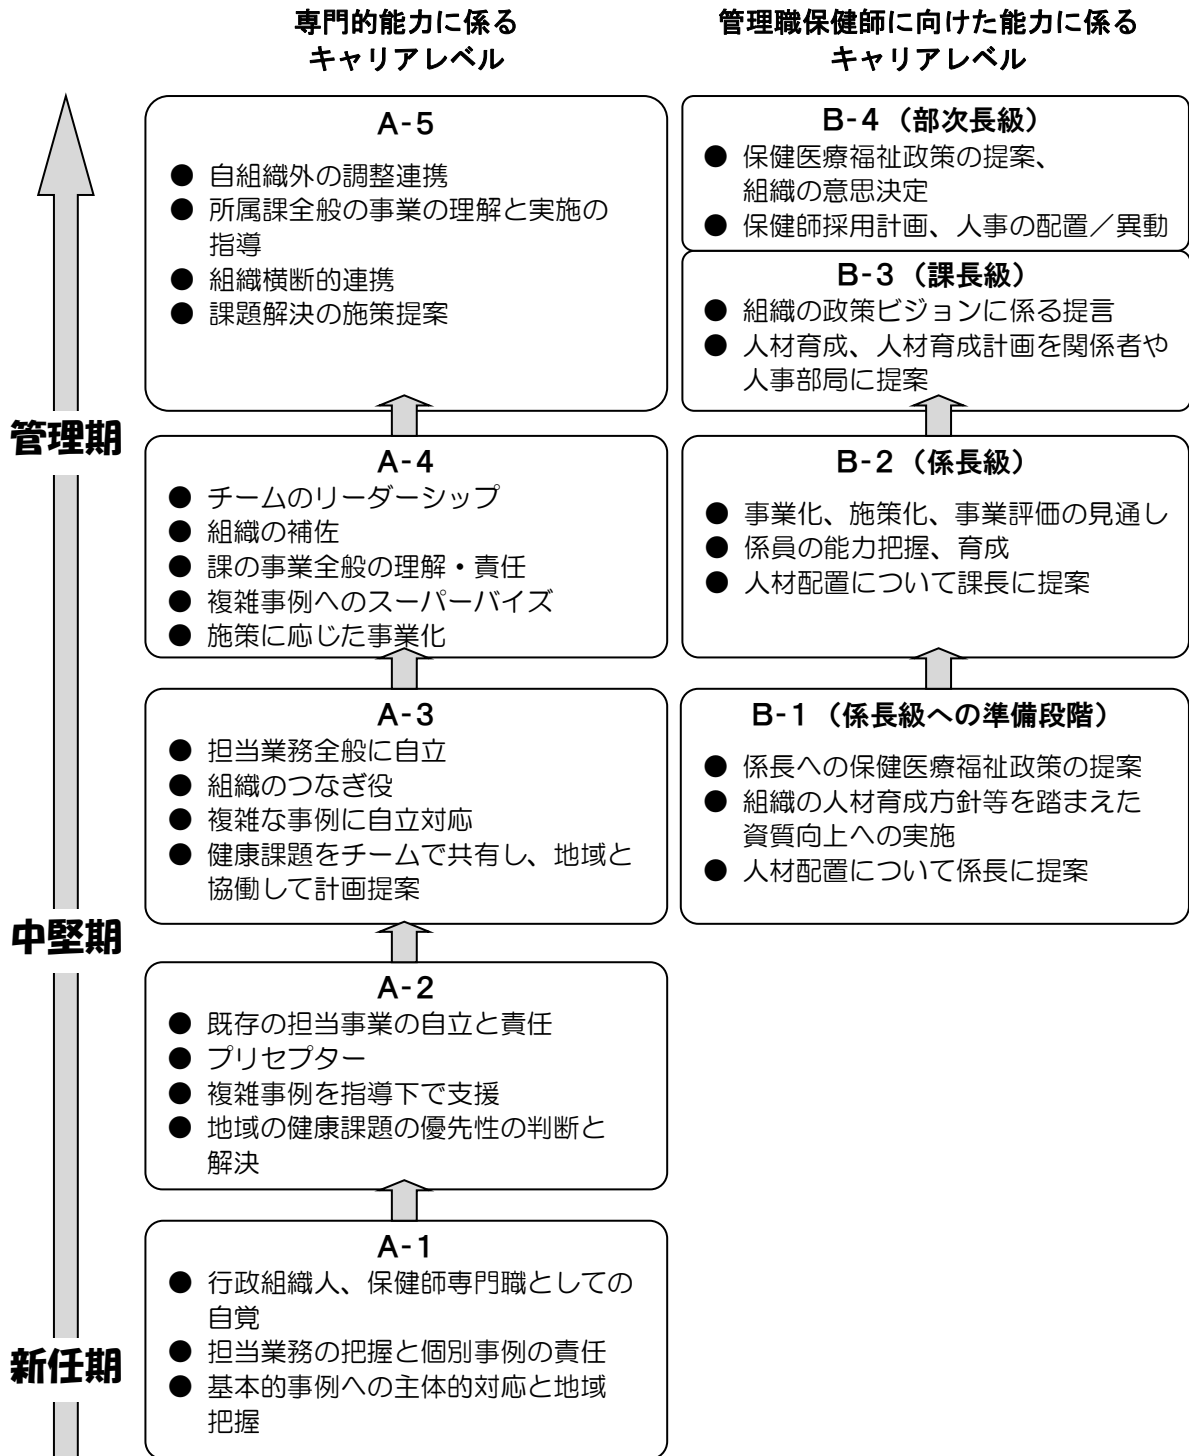 専門的能力に係る
キャリアレベル
管理職保健師に向けた能力に係る
キャリアレベル
A-5
● 自組織外の調整連携
● 所属課全般の事業の理解と実施の
指導
● 組織横断的連携
● 課題解決の施策提案
B-4（部次長級）
● 保健医療福祉政策の提案、
組織の意思決定
● 保健師採用計画、人事の配置／異動
B-3（課長級）
● 組織の政策ビジョンに係る提言
● 人材育成、人材育成計画を関係者や
人事部局に提案
管理期
A-4
● チームのリーダーシップ
● 組織の補佐
● 課の事業全般の理解・責任
● 複雑事例へのスーパーバイズ
● 施策に応じた事業化
B-2（係長級）
● 事業化、施策化、事業評価の見通し
● 係員の能力把握、育成
● 人材配置について課長に提案
A-3
● 担当業務全般に自立
● 組織のつなぎ役
● 複雑な事例に自立対応
● 健康課題をチームで共有し、地域と
協働して計画提案
B-1（係長級への準備段階）
● 係長への保健医療福祉政策の提案
● 組織の人材育成方針等を踏まえた
資質向上への実施
● 人材配置について係長に提案
中堅期
A-2
● 既存の担当事業の自立と責任
● プリセプター
● 複雑事例を指導下で支援
● 地域の健康課題の優先性の判断と
解決
A-1
● 行政組織人、保健師専門職としての
自覚
● 担当業務の把握と個別事例の責任
● 基本的事例への主体的対応と地域
把握
新任期